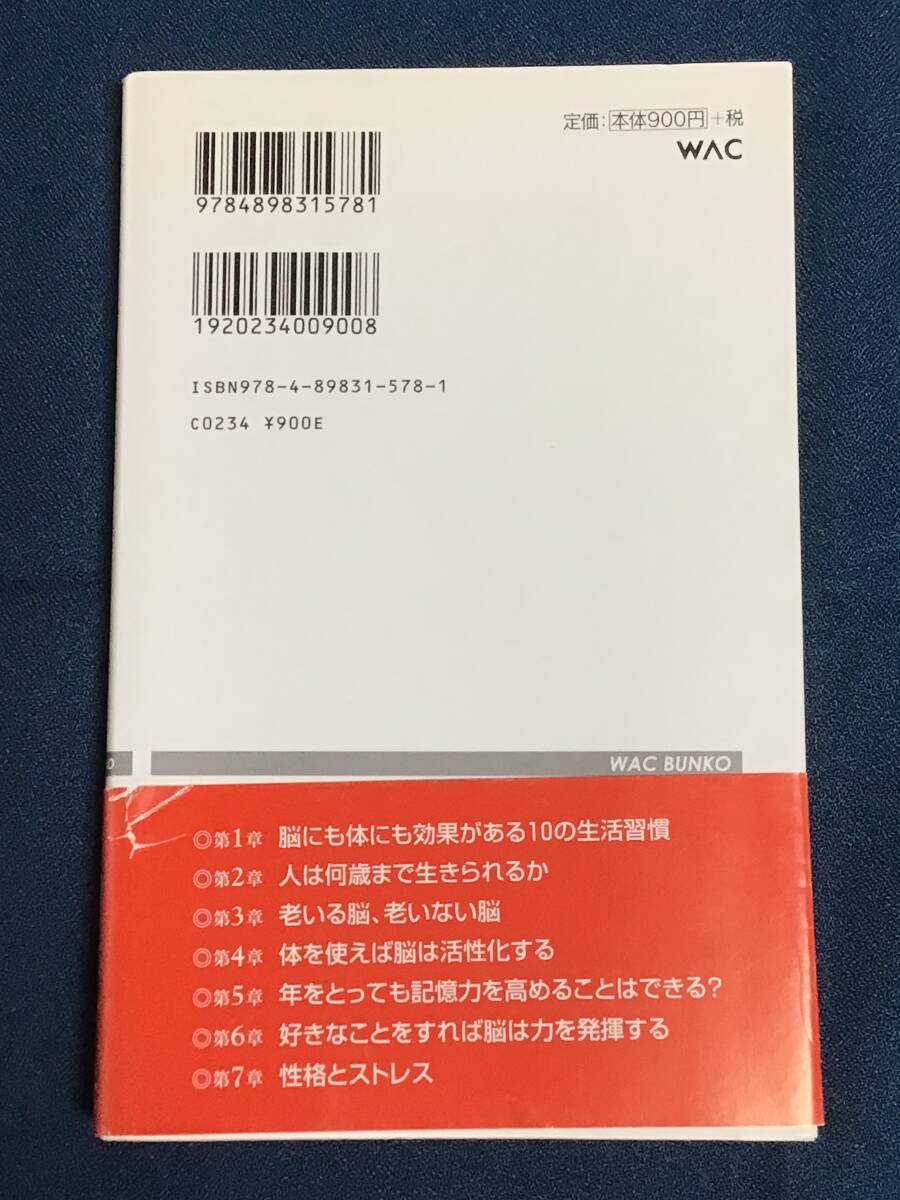 定価：本体900円+税
WAC
9784898315781
1920234009008
ISBN978-4-89831-578-1
C0234 ¥900E
WAC BUNKO
O
◎第1章 脳にも体にも効果がある10の生活習慣
◎第2章 人は何歳まで生きられるか
◎第3章 老いる脳、老いない脳
◎第4章 体を使えば脳は活性化する
◎第5章 年をとっても記憶力を高めることはできる?
◎第6章 好きなことをすれば脳は力を発揮する
◎第7章 性格とストレス